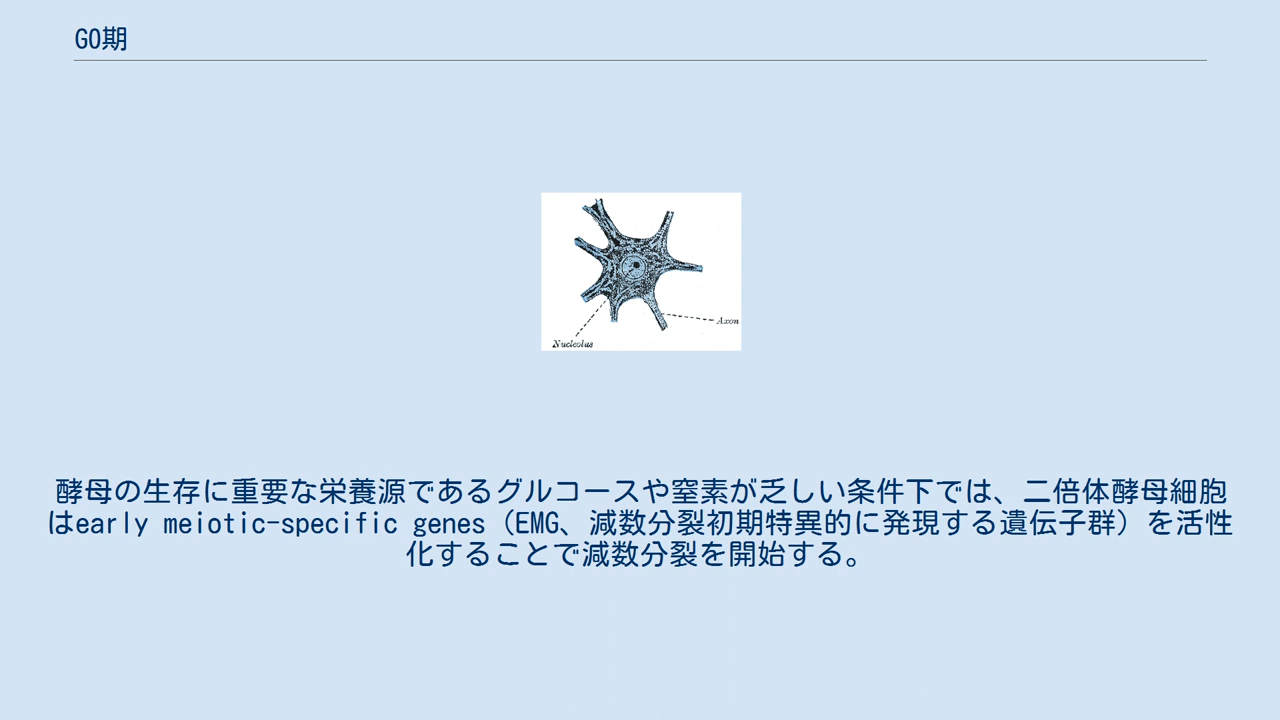 G0期
Nucleolus
Axon
酵母の生存に重要な栄養源であるグルコースや窒素が乏しい条件下では、二倍体酵母細胞
はearly meiotic-specific genes（EMG、減数分裂初期特異的に発現する遺伝子群）を活性
化することで減数分裂を開始する。